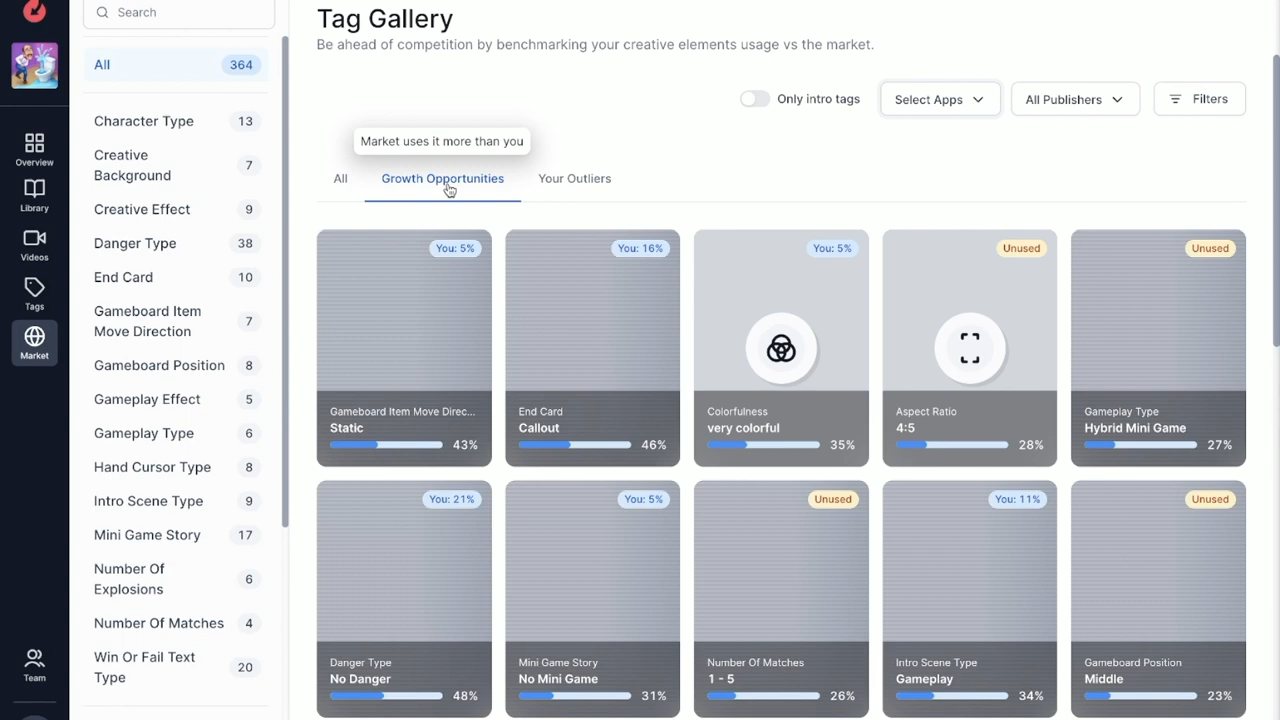 Search
All 364
Character Type 13
Creative
Background 7
Creative Effect 9
Danger Type 38
End Card 10
Gameboard Item
Move Direction 7
Gameboard Position 8
Gameplay Effect 5
Gameplay Type 6
Hand Cursor Type 8
Intro Scene Type 9
Mini Game Story 17
Number Of
Explosions 6
Number Of Matches 4
Win Or Fail Text
Type 20
Overview
Library
Videos
Tags
Market
Team
Tag Gallery
Be ahead of competition by benchmarking your creative elements usage vs the market.
Only intro tags
Select Apps
All Publishers
Filters
Market uses it more than you
All
Growth Opportunities
Your Outliers
You: 5%
Gameboard Item Move Direc...
Static
43%
You: 16%
End Card
Callout
46%
You: 5%
Colorfulness
very colorful
35%
Unused
Aspect Ratio
4:5
28%
Unused
Gameplay Type
Hybrid Mini Game
27%
You: 21%
Danger Type
No Danger
48%
You: 5%
Mini Game Story
No Mini Game
31%
Unused
Number Of Matches
1 - 5
26%
You: 11%
Intro Scene Type
Gameplay
34%
Unused
Gameboard Position
Middle
23%